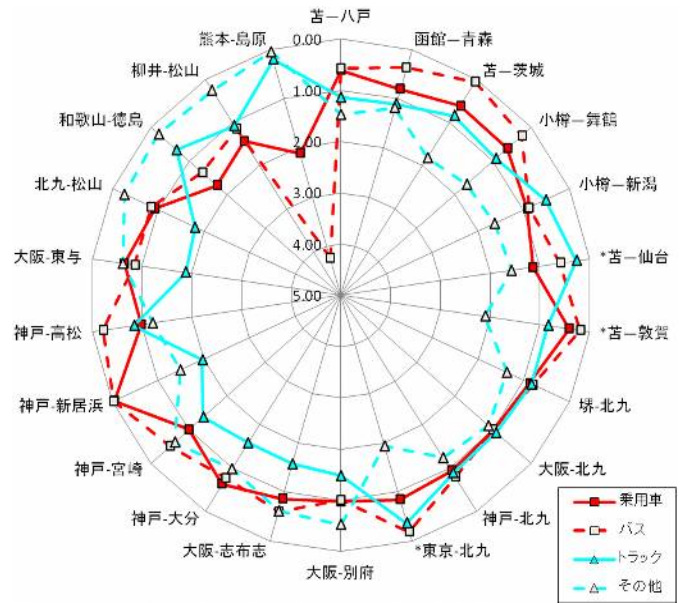 苫―八戸
函館―青森
苫―茨城
小樽―舞鶴
小樽―新潟
*苫―仙台
*苫―敦賀
堺-北九
大阪-北九
神戸-北九
*東京-北九
大阪-別府
大阪-志布志
神戸-大分
神戸-宮崎
神戸-新居浜
神戸-高松
大阪-東与
北九-松山
和歌山-徳島
柳井-松山
熊本-島原
0.00
1.00
2.00
3.00
4.00
5.00
乗用車
バス
トラック
その他